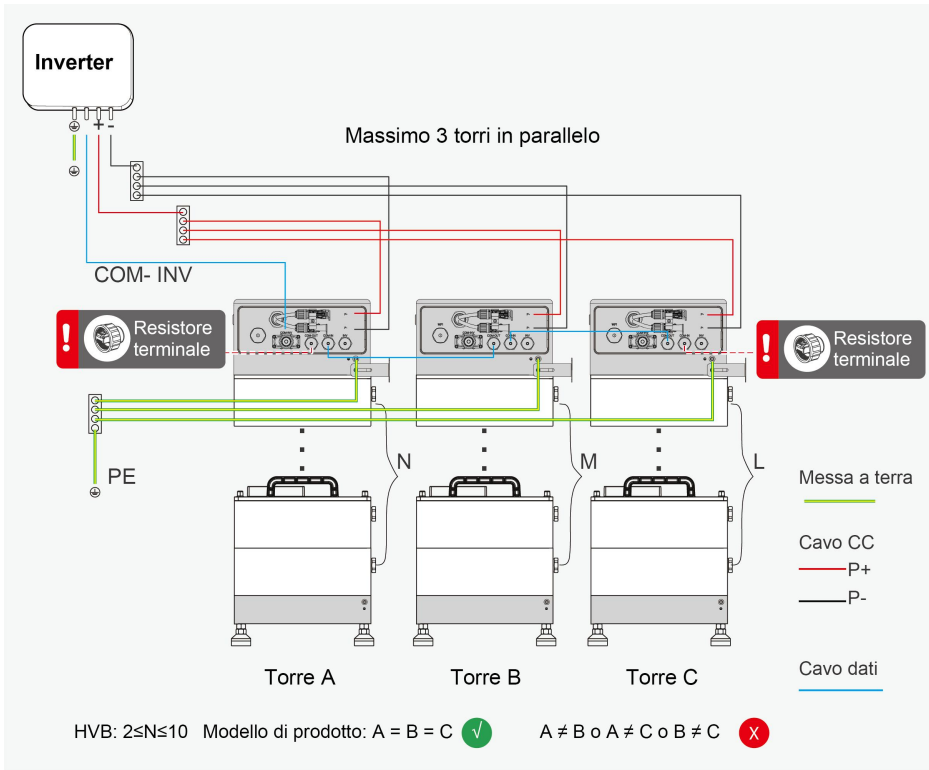 Inverter
+ -
Massimo 3 torri in parallelo
COM- INV
! Resistore
terminale
! Resistore
terminale
PE
N
M
L
Messa a terra
Cavo CC
P+
P-
Cavo dati
Torre A
Torre B
Torre C
HVB: 2≤N≤10 Modello di prodotto: A = B = C √
A ≠ B o A ≠ C o B ≠ C X